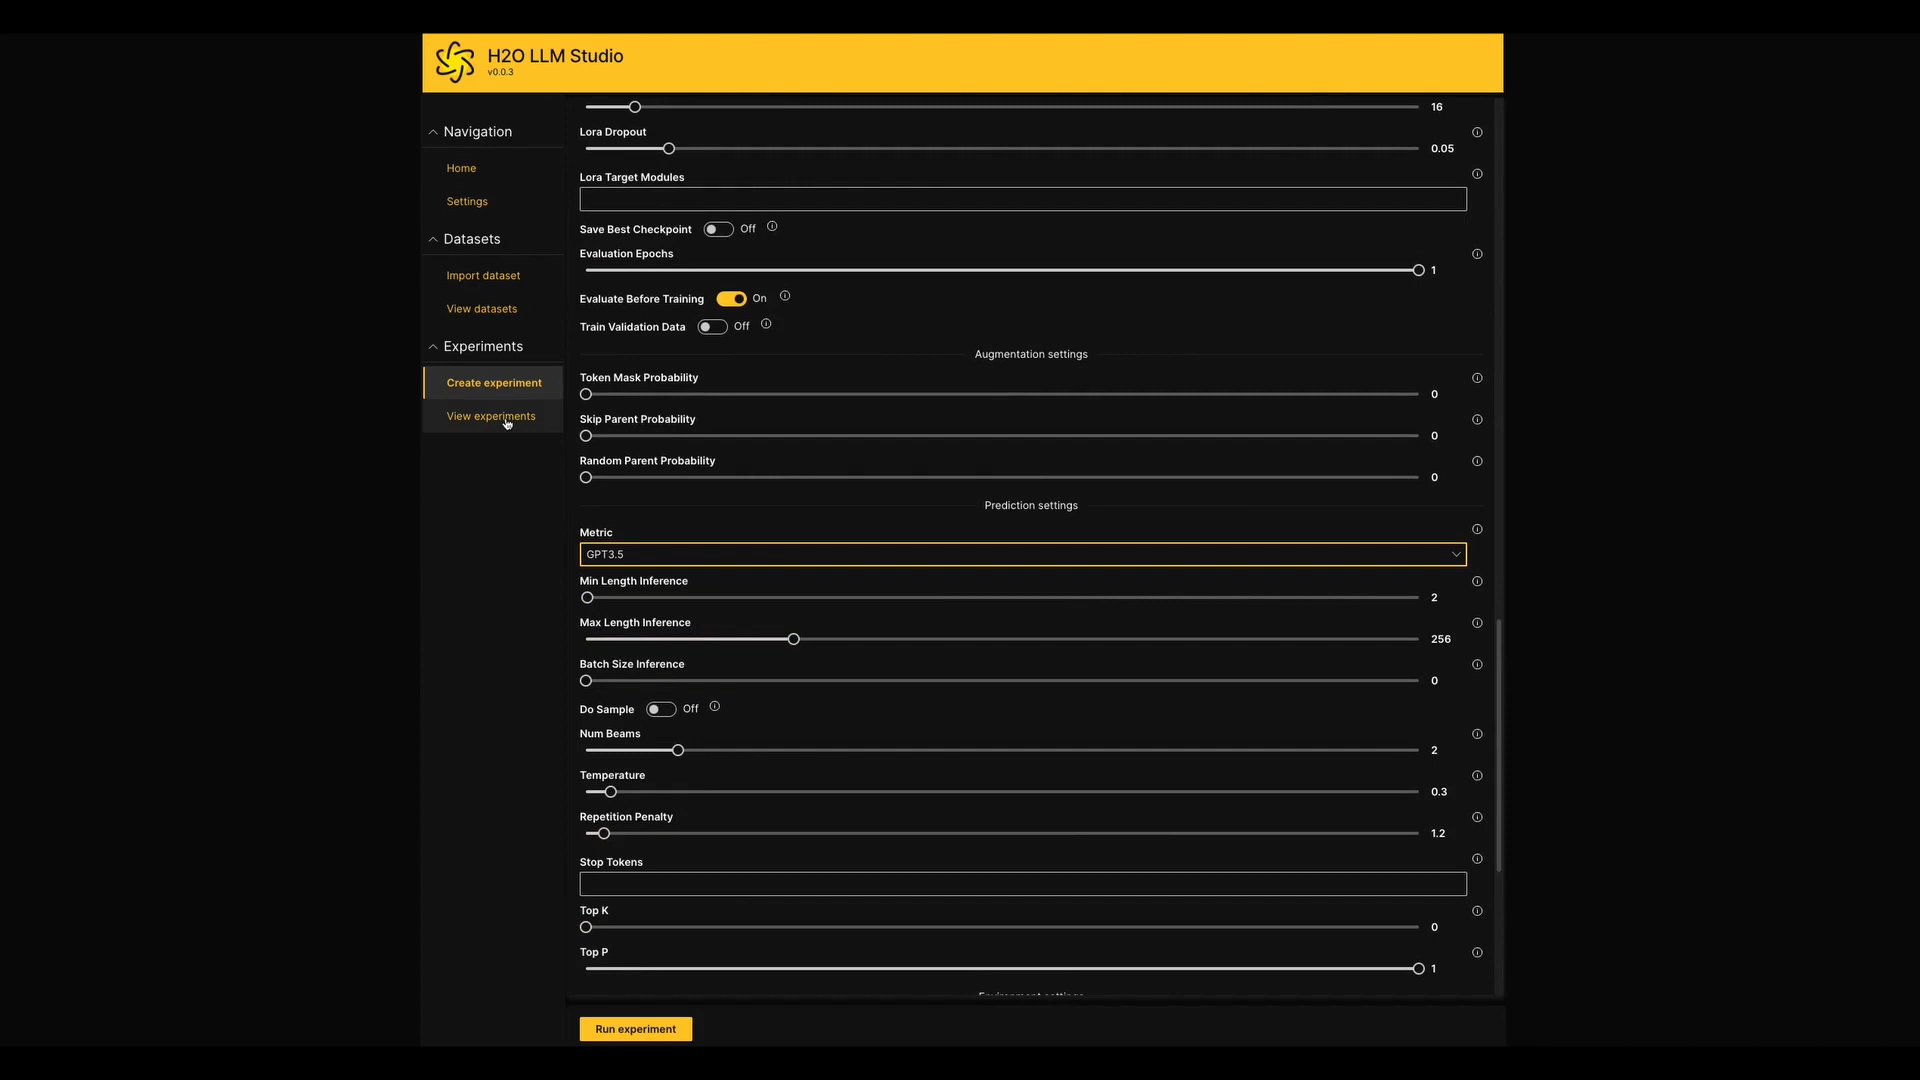 H2O LLM Studio
v0.0.3
Navigation
Home
Settings
Datasets
Import dataset
View datasets
Experiments
Create experiment
View experiments
16
Lora Dropout
0.05
Lora Target Modules
Save Best Checkpoint Off
Evaluation Epochs
1
Evaluate Before Training On
Train Validation Data Off
Augmentation settings
Token Mask Probability
0
Skip Parent Probability
0
Random Parent Probability
0
Prediction settings
Metric
GPT3.5
Min Length Inference
2
Max Length Inference
256
Batch Size Inference
0
Do Sample Off
Num Beams
2
Temperature
0.3
Repetition Penalty
1.2
Stop Tokens
Top K
0
Top P
1
Environment settings
Run experiment